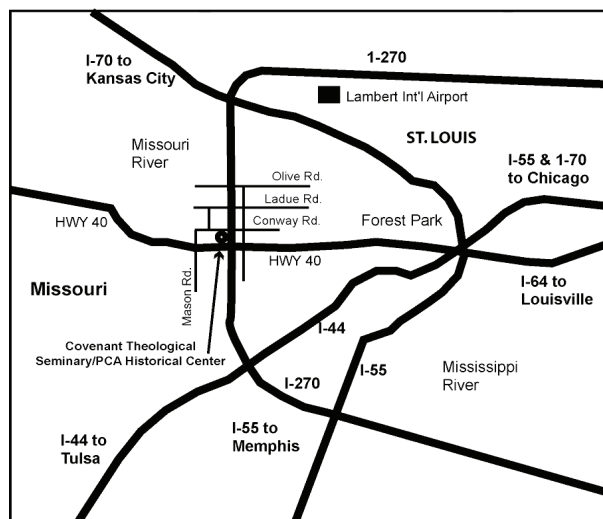 I-70 to
Kansas City
1-270
Lambert Int'l Airport
ST. LOUIS
Missouri
River
I-55 & 1-70
to Chicago
Olive Rd.
Ladue Rd.
Conway Rd.
Forest Park
HWY 40
HWY 40
I-64 to
Louisville
Missouri
Mason Rd.
Covenant Theological
Seminary/PCA Historical Center
I-44
I-55
Mississippi
River
I-270
I-44 to
Tulsa
I-55 to
Memphis